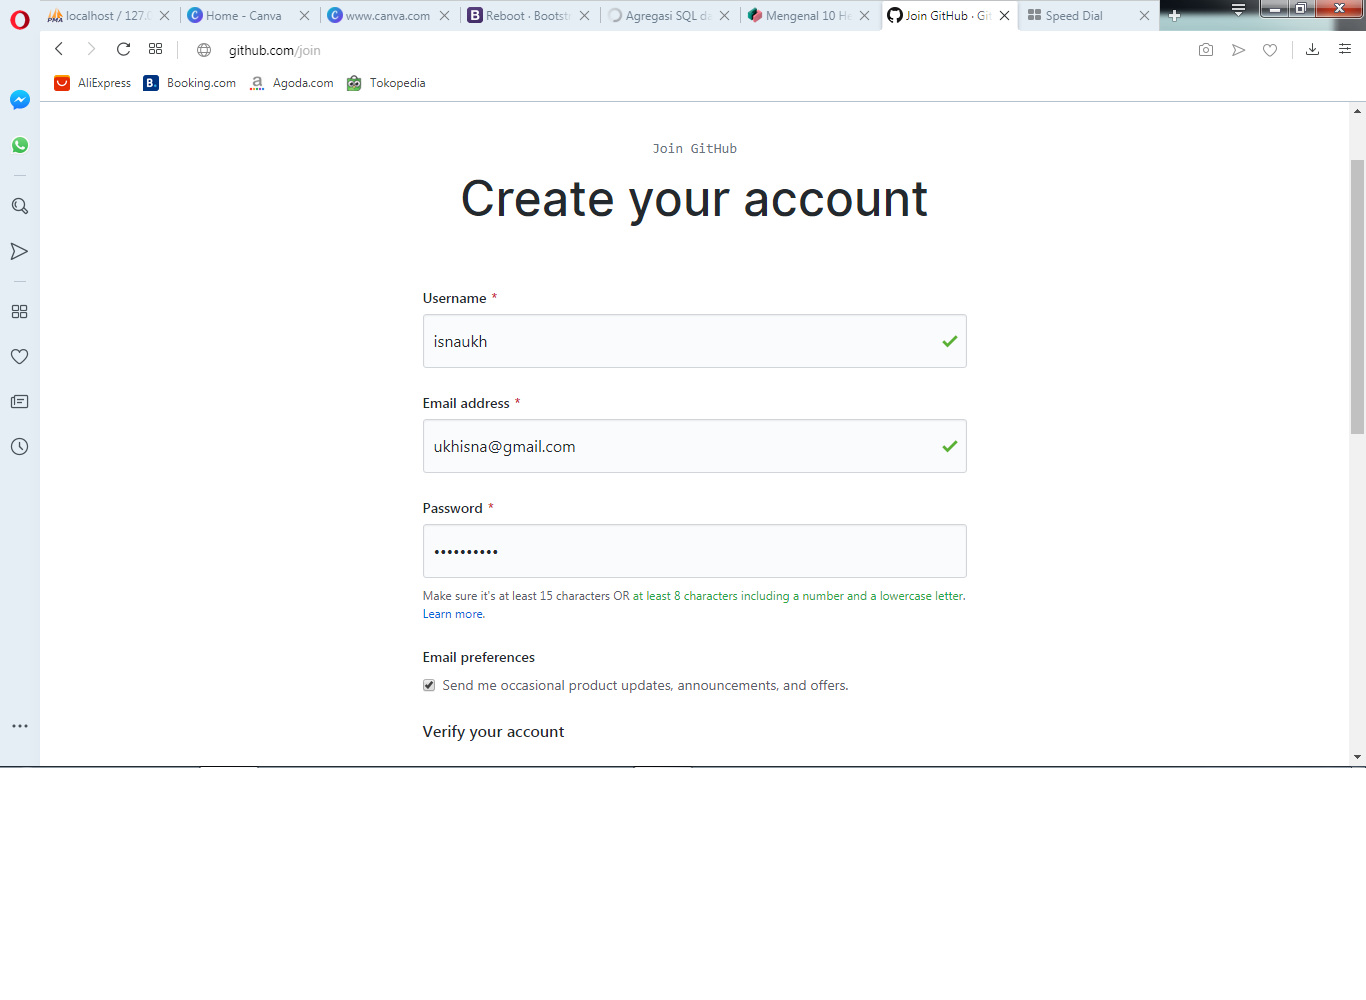 localhost / 127.0
Home - Canva
www.canva.com
Reboot · Bootst
Agregasi SQL da
Mengenal 10 He
Join GitHub · Git
Speed Dial
github.com/join
AliExpress
Booking.com
Agoda.com
Tokopedia
Join GitHub
Create your account
Username *
isnaukh
Email address *
ukhisna@gmail.com
Password *
••••••••••
Make sure it's at least 15 characters OR at least 8 characters including a number and a lowercase letter.
Learn more.
Email preferences
Send me occasional product updates, announcements, and offers.
Verify your account